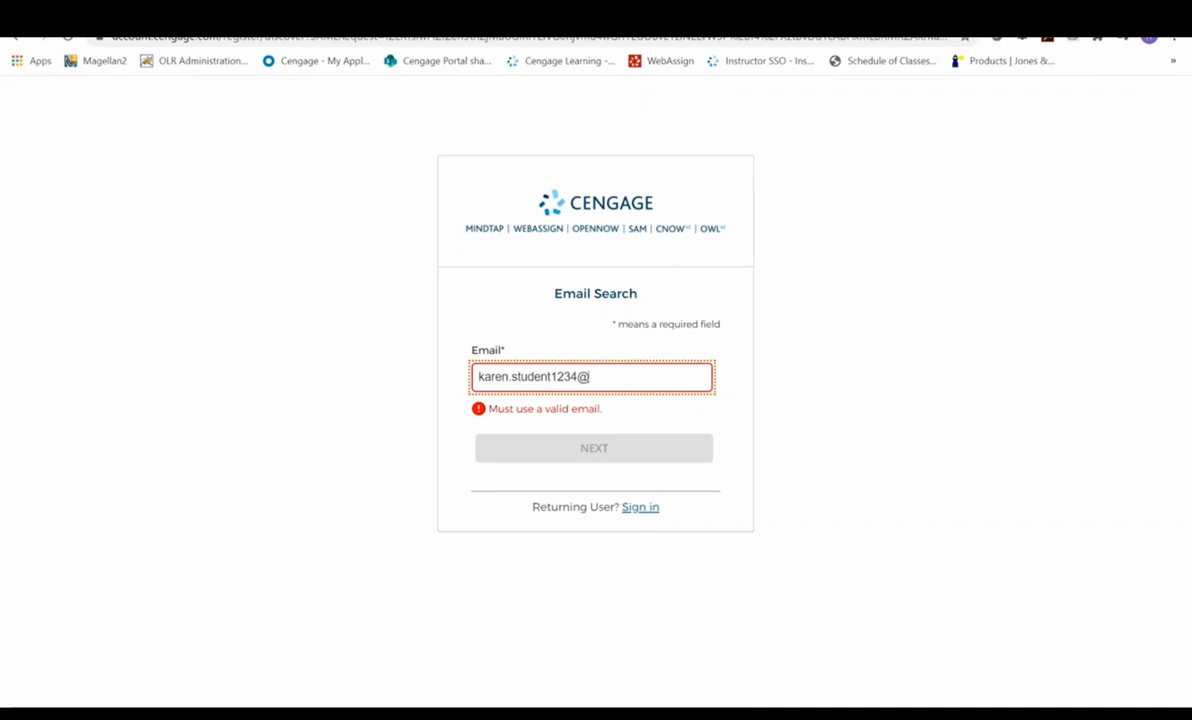 Apps Magellan2 OLR Administration... Cengage - My Appl... Cengage Portal sha... Cengage Learning -... WebAssign Instructor SSO - Ins... Schedule of Classes... Products | Jones &... »
CENGAGE
MINDTAP | WEBASSIGN | OPENNOW | SAM | CNOWv2 | OWLv2
Email Search
* means a required field
Email*
karen.student1234@
Must use a valid email.
NEXT
Returning User? Sign in